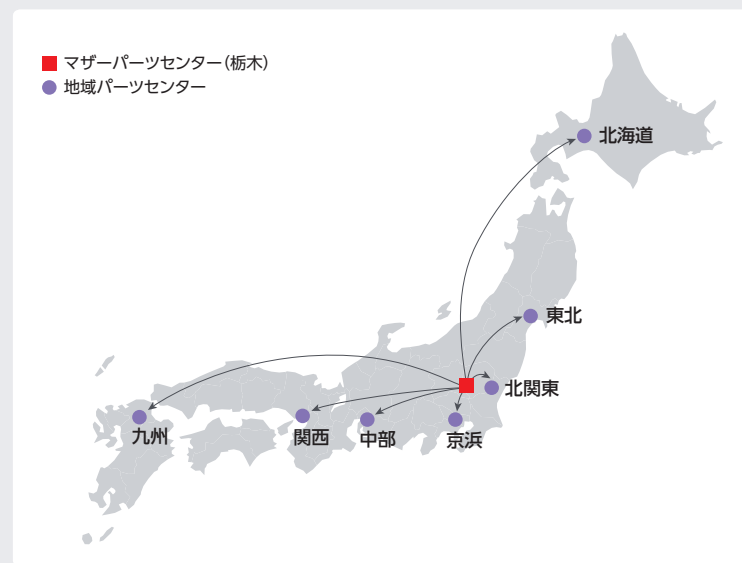 マザーパーツセンター（栃木）
地域パーツセンター
北海道
東北
北関東
京浜
中部
関西
九州